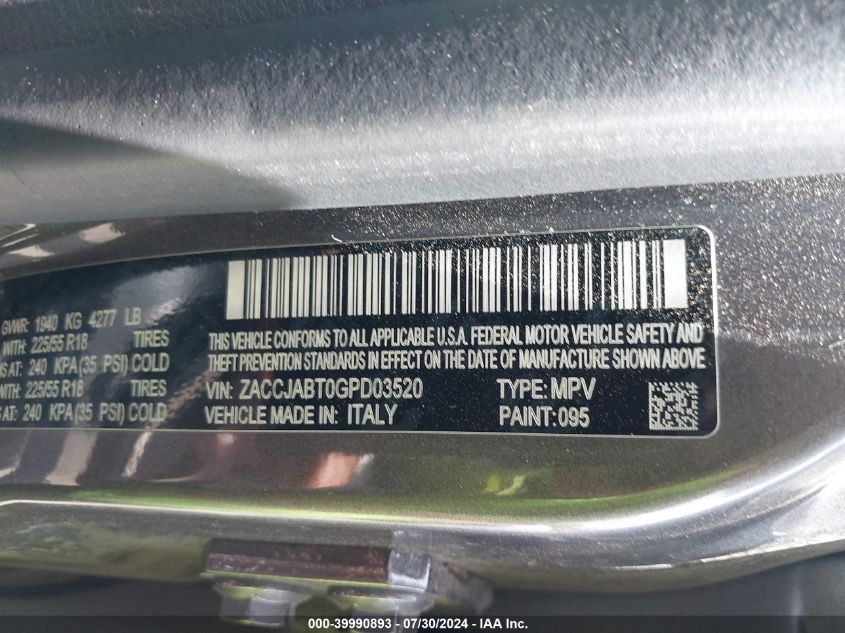 GVWR: 1940 KG 4277 LB
WITH: 225/55 R18 TIRES
AT: 240 KPA (35 PSI) COLD
WITH: 225/55 R18 TIRES
AT: 240 KPA (35 PSI) COLD
THIS VEHICLE CONFORMS TO ALL APPLICABLE U.S.A. FEDERAL MOTOR VEHICLE SAFETY AND
THEFT PREVENTION STANDARDS IN EFFECT ON THE DATE OF MANUFACTURE SHOWN ABOVE
VIN: ZACCJABT0GPD03520 TYPE: MPV
VEHICLE MADE IN: ITALY PAINT: 095
000-39990893 - 07/30/2024 - IAA Inc.